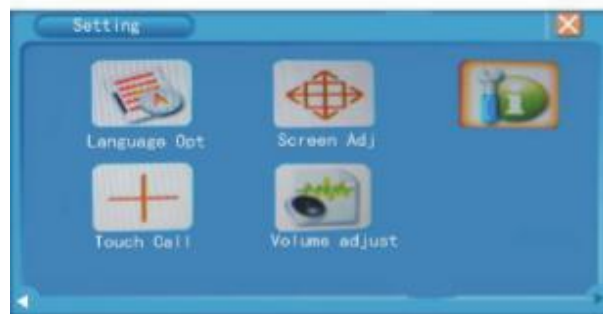 Setting
Language Opt
Screen Adj
Touch Call
Volume adjust